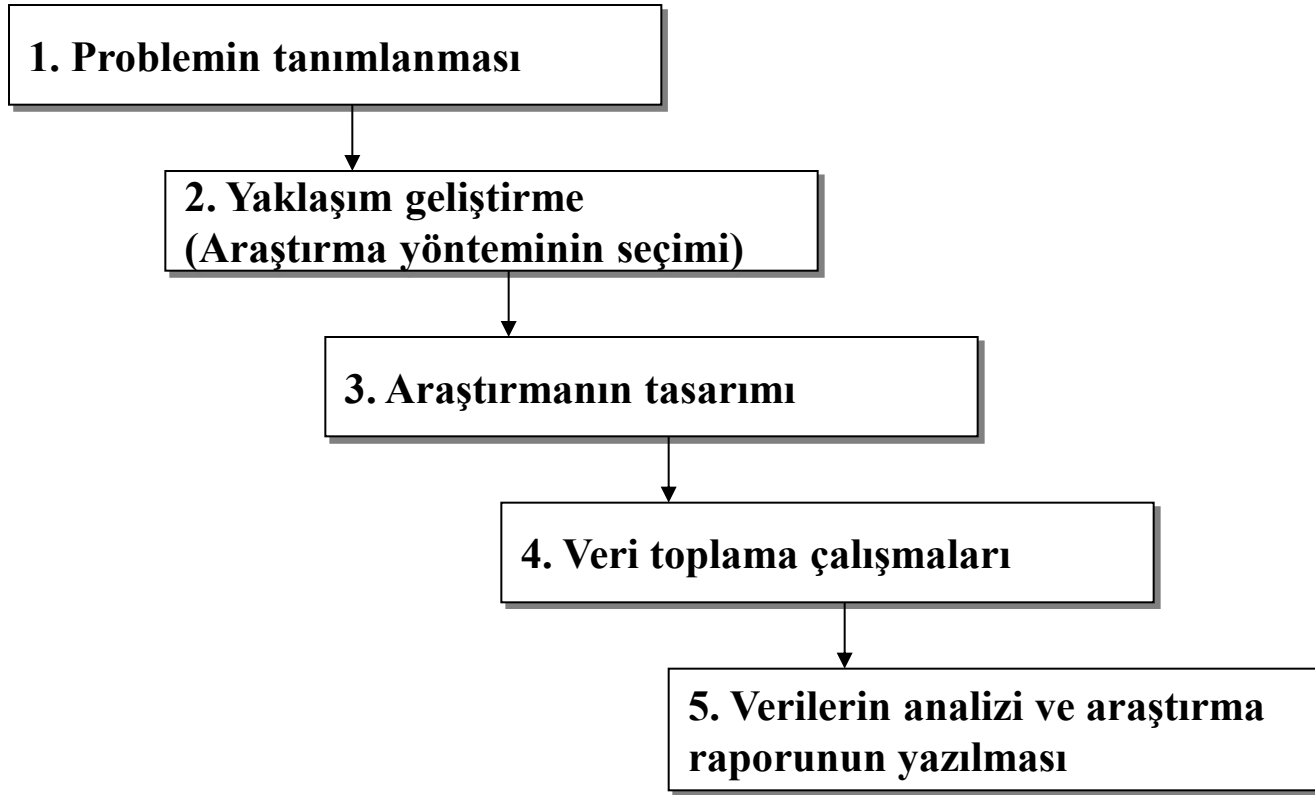 1. Problemin tanımlanması
2. Yaklaşım geliştirme
(Araştırma yönteminin seçimi)
3. Araştırmanın tasarımı
4. Veri toplama çalışmaları
5. Verilerin analizi ve araştırma
raporunun yazılması